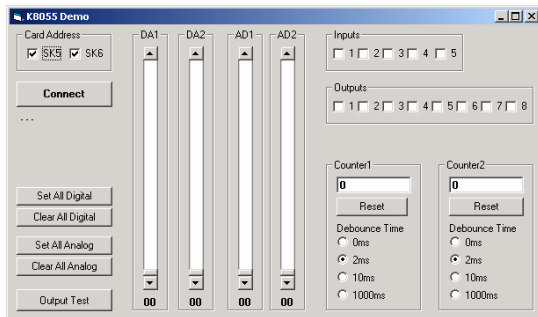 K8055 Demo
Card Address
SK5 SK6
Connect
...
Set All Digital
Clear All Digital
Set All Analog
Clear All Analog
Output Test
DA1 DA2 AD1 AD2
00 00 00 00
Inputs
1 2 3 4 5
Outputs
1 2 3 4 5 6 7 8
Counter1
0
Reset
Debounce Time
0ms
2ms
10ms
1000ms
Counter2
0
Reset
Debounce Time
0ms
2ms
10ms
1000ms